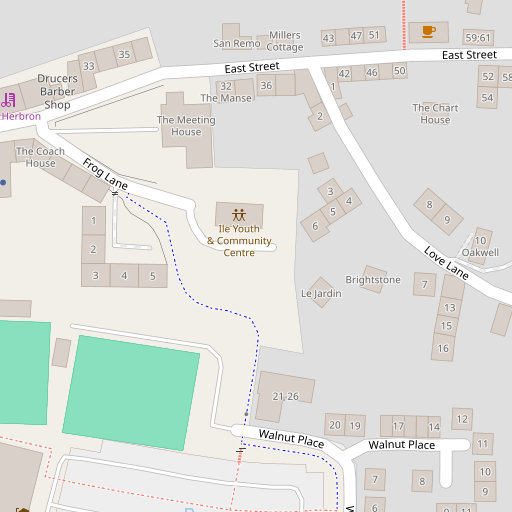 San Remo
Millers
Cottage
43
47
51
59;61
East Street
East Street
35
33
Drucers
Barber
Shop
Herbron
32
36
42
46
50
52
58
54
1
2
The Manse
The Meeting
House
The Chart
House
The Coach
House
Frog Lane
3
4
5
6
8
9
Ile Youth
& Community
Centre
1
2
3
4
5
Love Lane
10
Oakwell
Brightstone
7
Le Jardin
13
15
16
21-26
20
19
17
14
12
11
Walnut Place
Walnut Place
7
8
10
9
6
9
11